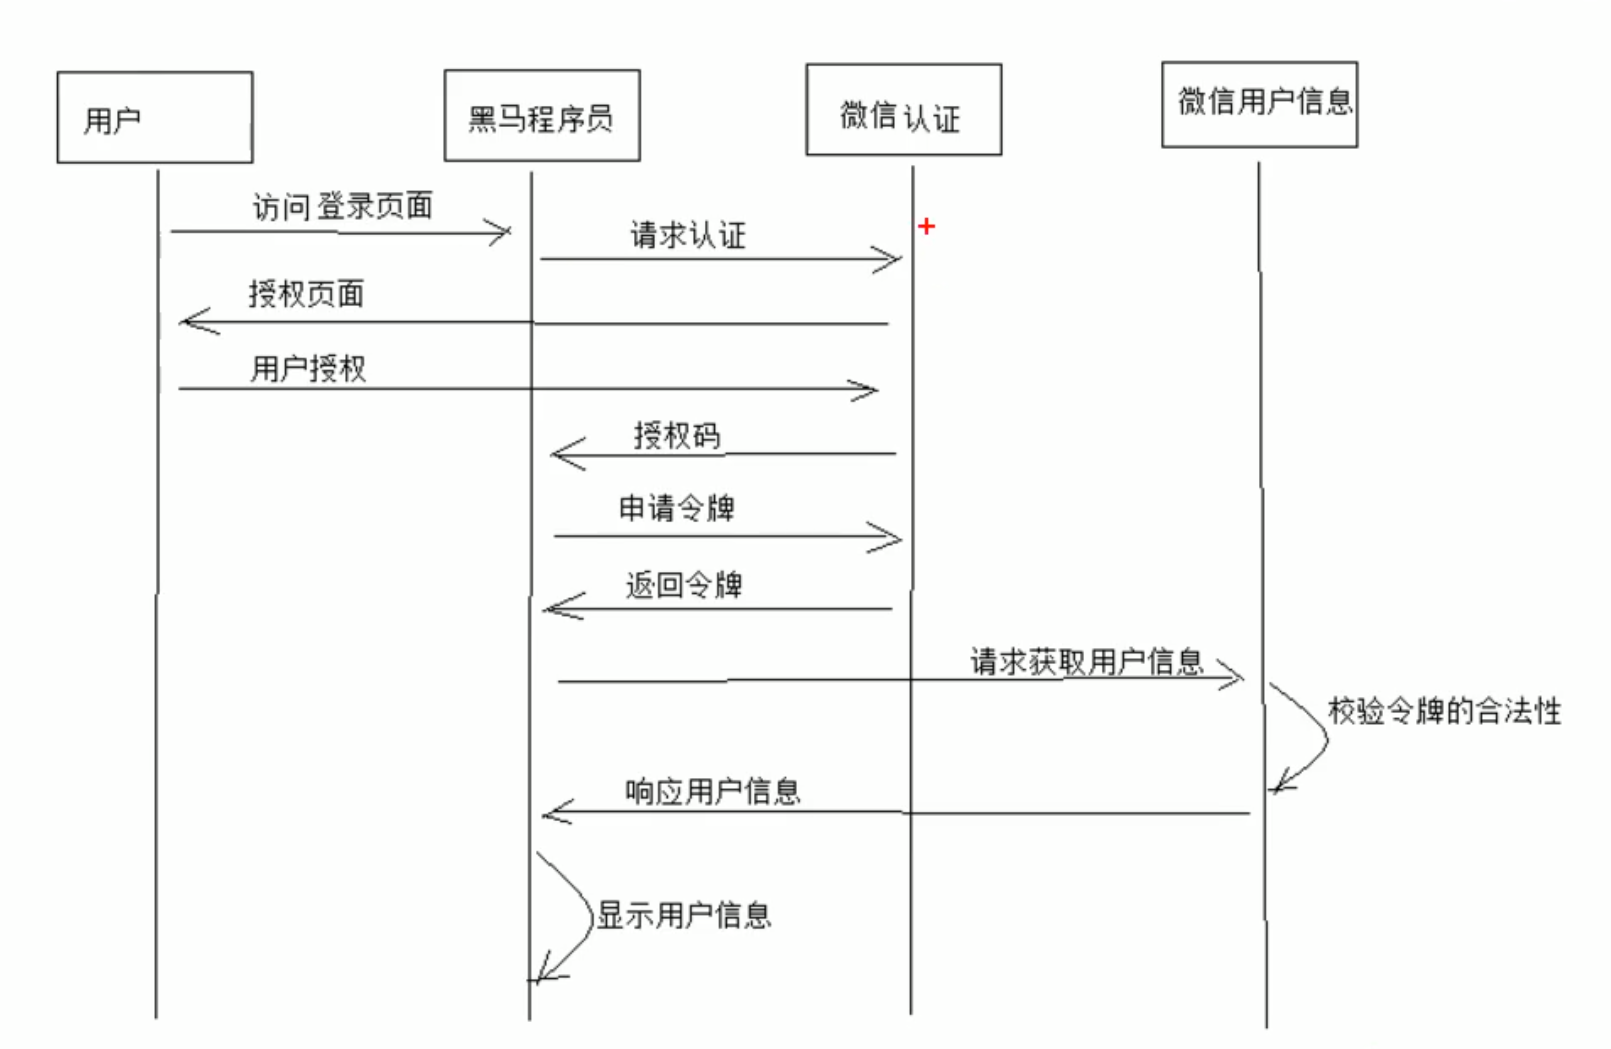 用户
黑马程序员
微信认证
微信用户信息
访问登录页面
请求认证
授权页面
用户授权
授权码
申请令牌
返回令牌
请求获取用户信息
校验令牌的合法性
响应用户信息
显示用户信息